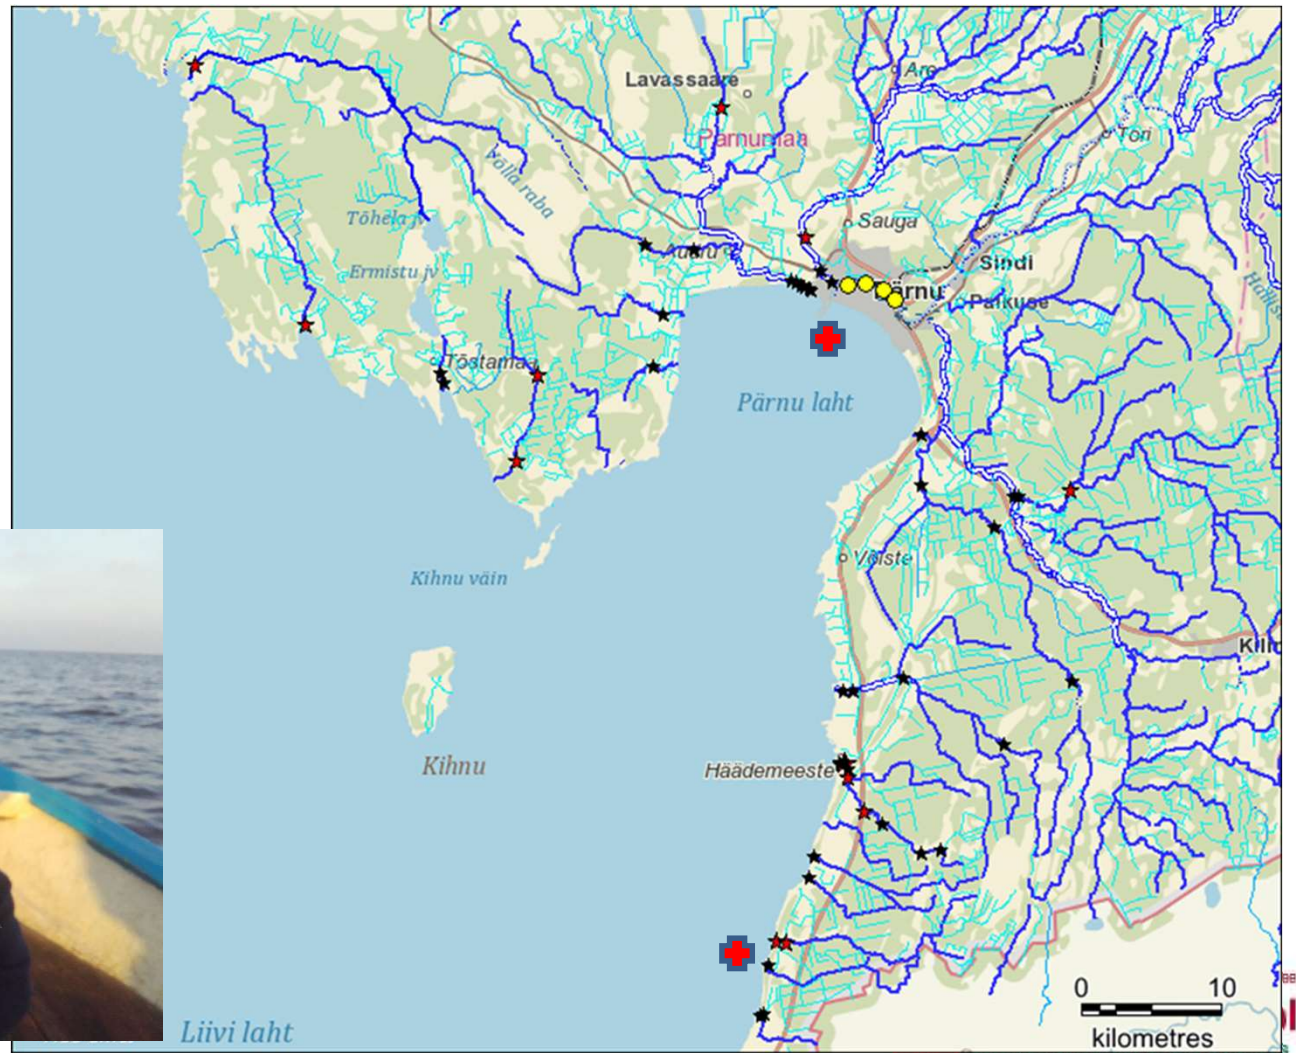 Lavassaare
Are
Pärnumaa
Tori
Tõlla raba
Tõhela jv
Sauga
Audru
Ermistu jv
Sindi
Pärnu
Paikuse
Tõstamaa
Pärnu laht
Võiste
Kihnu väin
Kihnu
Häädemeeste
0 10
kilometres
Liivi laht